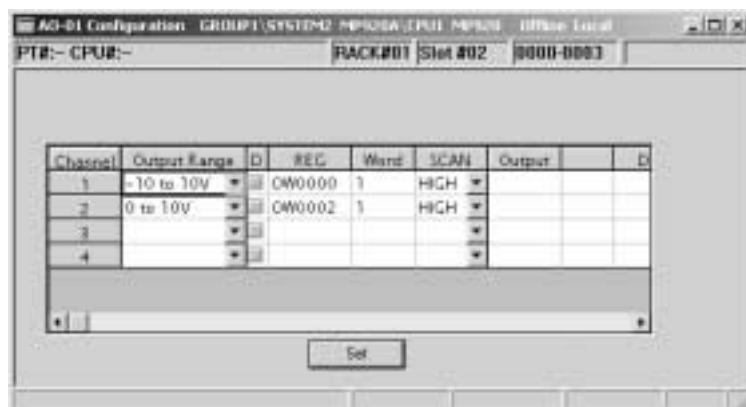 AO-01 Configuration GROUP1\SYSTEM2 MP920A\CPU1 MP920 Offline Local
PT#:- CPU#:- RACK#01 Slot #02 0000-0003
Channel Output Range D REG Word SCAN Output D
1 -10 to 10V OW0000 1 HIGH
2 0 to 10V OW0002 1 HIGH
3
4
Set